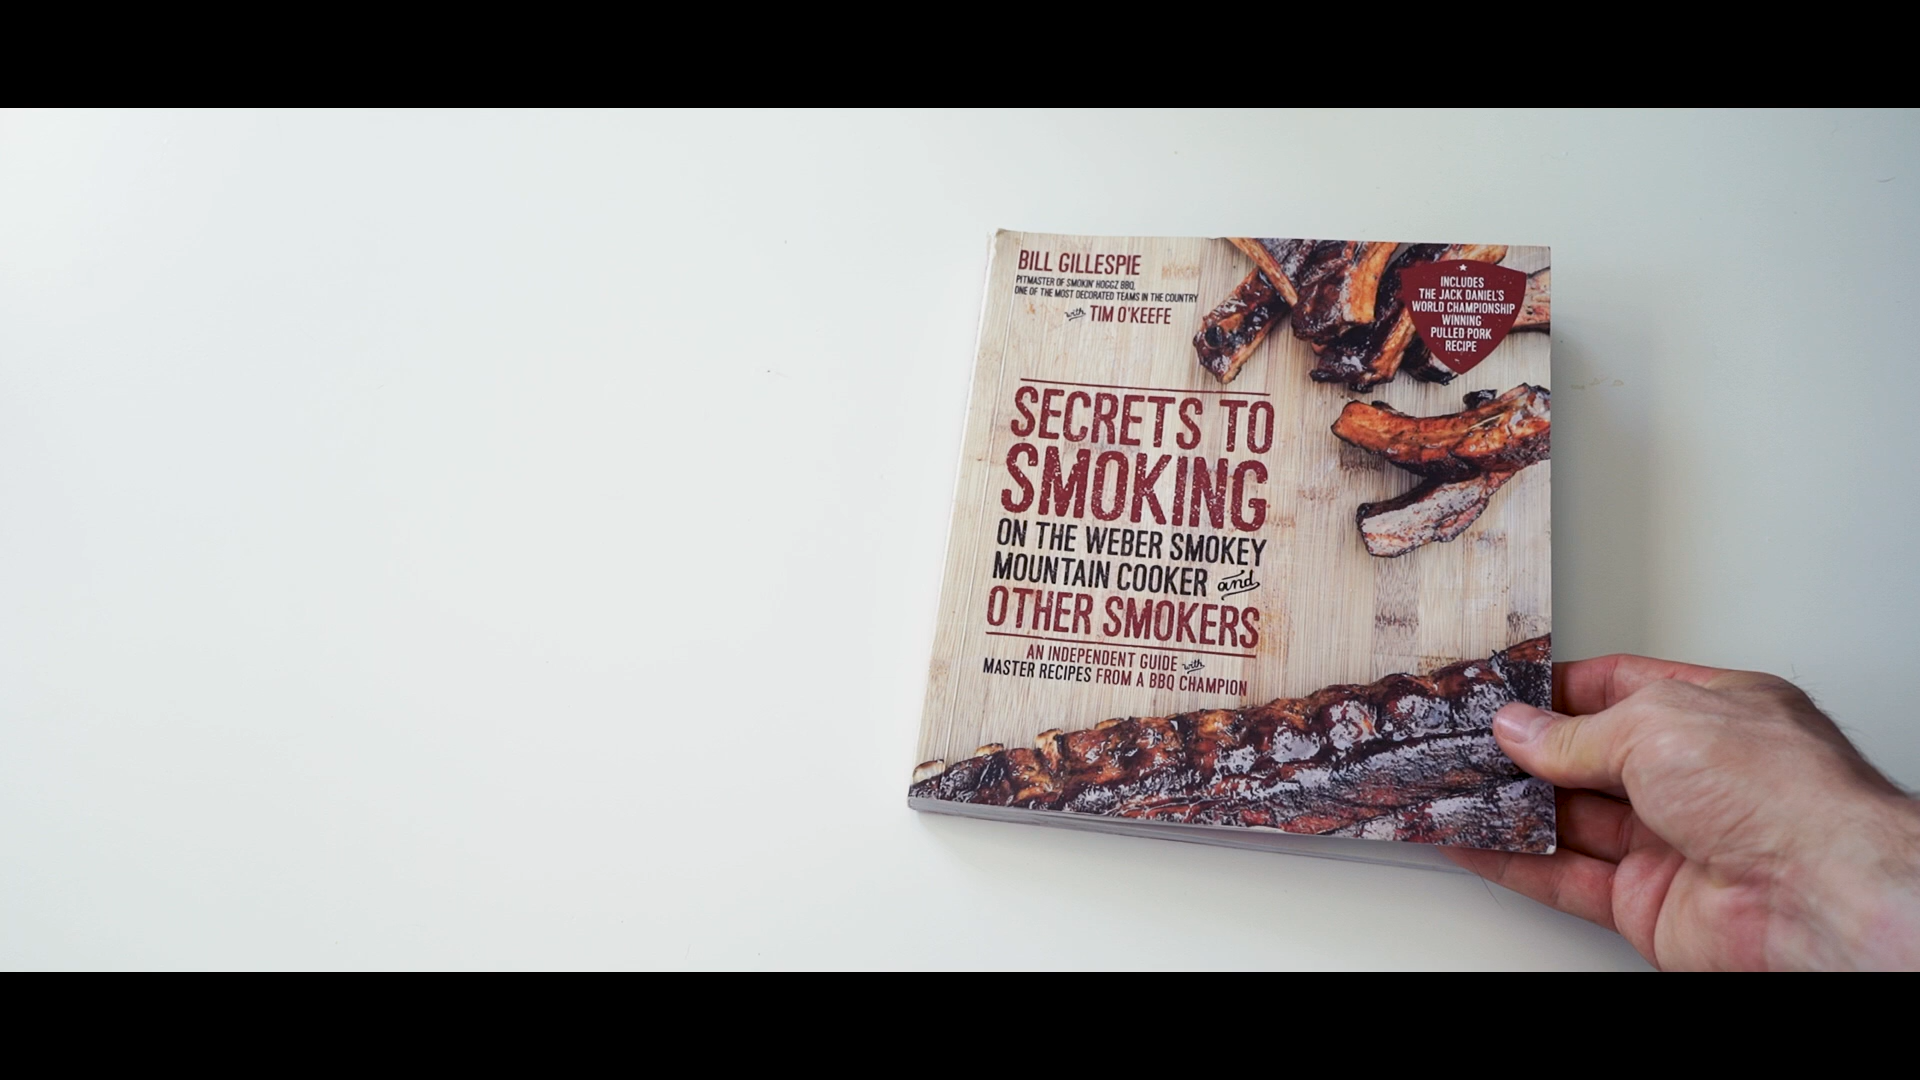 BILL GILLESPIE
PITMASTER OF SMOKIN' HOGGZ BBQ,
ONE OF THE MOST DECORATED TEAMS IN THE COUNTRY
with TIM O'KEEFE
INCLUDES
THE JACK DANIEL'S
WORLD CHAMPIONSHIP
WINNING
PULLED PORK
RECIPE
SECRETS TO
SMOKING
ON THE WEBER SMOKEY
MOUNTAIN COOKER and
OTHER SMOKERS
AN INDEPENDENT GUIDE with
MASTER RECIPES FROM A BBQ CHAMPION